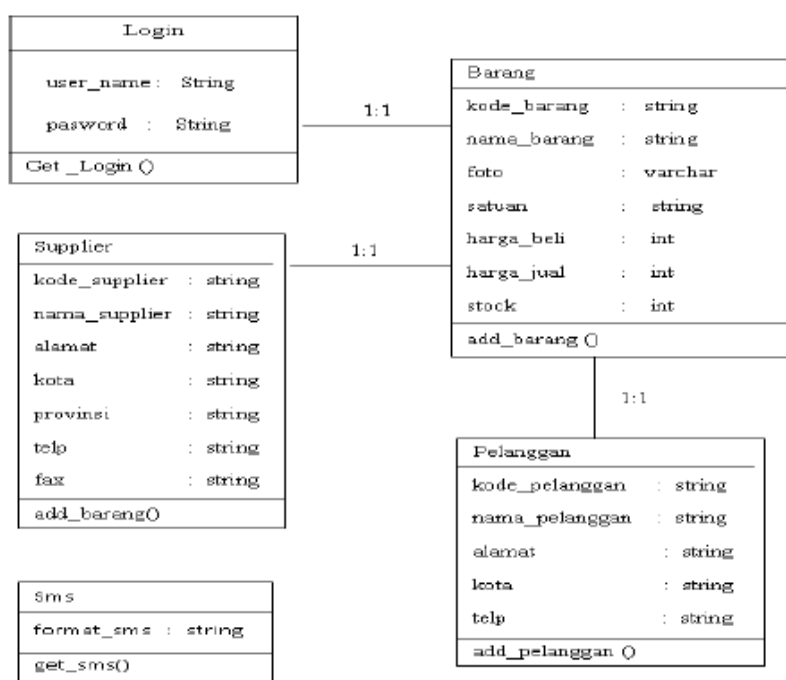 Login
user_name : String
pasword : String
Get _Login ()
1:1
Barang
kode_barang : string
nama_barang : string
foto : varchar
satuan : string
harga_beli : int
harga_jual : int
stock : int
add_barang ()
1:1
Supplier
kode_supplier : string
nama_supplier : string
alamat : string
kota : string
provinsi : string
telp : string
fax : string
add_barang()
1:1
Pelanggan
kode_pelanggan : string
nama_pelanggan : string
alamat : string
kota : string
telp : string
add_pelanggan ()
Sms
format_sms : string
get_sms()